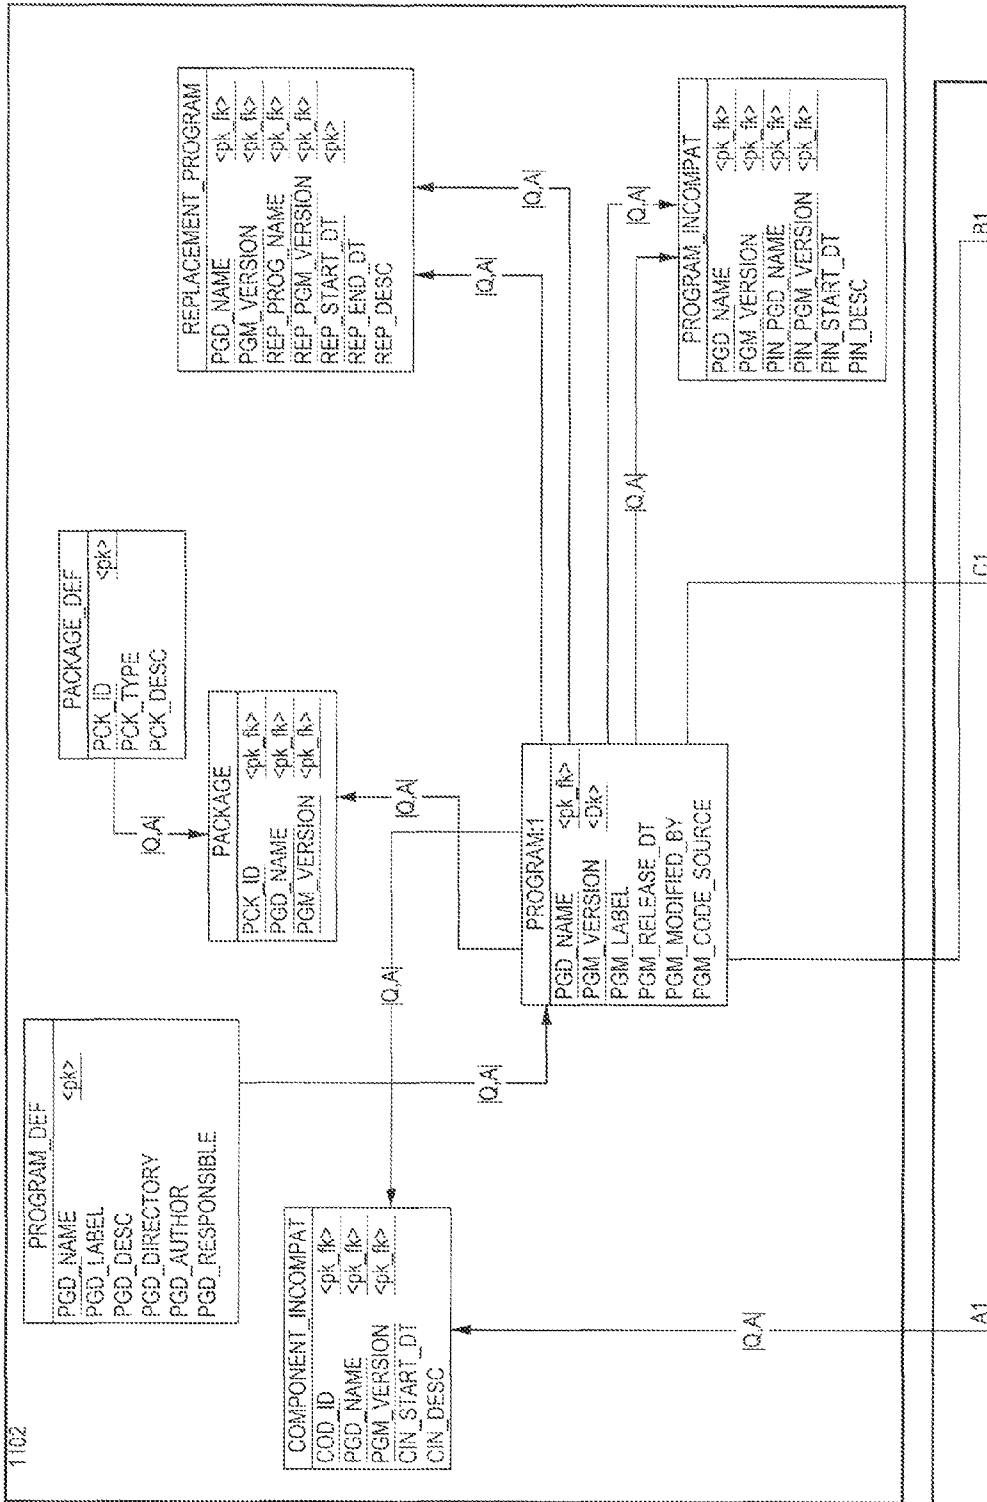 1102
PROGRAM_DEF
PGD_NAME <pk>
PGD_LABEL
PGD_DESC
PGD_DIRECTORY
PGD_AUTHOR
PGD_RESPONSIBLE
PACKAGE_DEF
PCK_ID <pk>
PCK_TYPE
PCK_DESC
REPLACEMENT_PROGRAM
PGD_NAME <pk_fk>
PGM_VERSION <pk_fk>
REP_PROG_NAME <pk_fk>
REP_PGM_VERSION <pk_fk>
REP_START_DT <pk>
REP_END_DT
REP_DESC
|Q,A|
PACKAGE
PCK_ID <pk_fk>
PGD_NAME <pk_fk>
PGM_VERSION <pk_fk>
COMPONENT_INCOMPAT
COD_ID <pk_fk>
PGD_NAME <pk_fk>
PGM_VERSION <pk_fk>
CIN_START_DT
CIN_DESC
|Q,A|
|Q,A|
|Q,A|
|Q,A|
|Q,A|
PROGRAM:1
PGD_NAME <pk_fk>
PGM_VERSION <pk>
PGM_LABEL
PGM_RELEASE_DT
PGM_MODIFIED_BY
PGM_CODE_SOURCE
|Q,A|
|Q,A|
|Q,A|
PROGRAM_INCOMPAT
PGD_NAME <pk_fk>
PGM_VERSION <pk_fk>
PIN_PGD_NAME <pk_fk>
PIN_PGM_VERSION <pk_fk>
PIN_START_DT
PIN_DESC
|Q,A|
A1
C1
B1